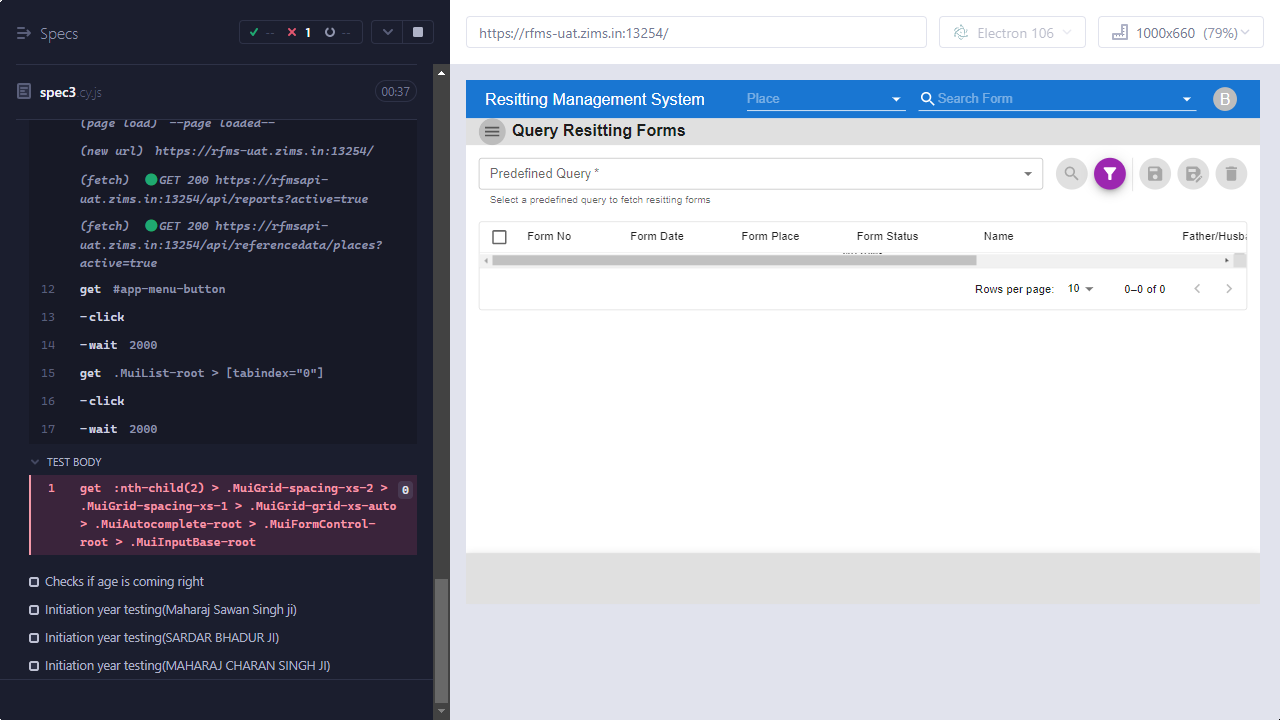 Specs
-- 1 --
https://rfms-uat.zims.in:13254/
Electron 106
1000x660 (79%)
spec3.cy.js
00:37
(page load) --page loaded--
(new url) https://rfms-uat.zims.in:13254/
(fetch) GET 200 https://rfmsapi-
uat.zims.in:13254/api/reports?active=true
(fetch) GET 200 https://rfmsapi-
uat.zims.in:13254/api/referencedata/places?
active=true
12 get #app-menu-button
13 -click
14 -wait 2000
15 get .MuiList-root > [tabindex="0"]
16 -click
17 -wait 2000
TEST BODY
1 get :nth-child(2) > .MuiGrid-spacing-xs-2 > 0
.MuiGrid-spacing-xs-1 > .MuiGrid-grid-xs-auto
> .MuiAutocomplete-root > .MuiFormControl-
root > .MuiInputBase-root
Checks if age is coming right
Initiation year testing(Maharaj Sawan Singh ji)
Initiation year testing(SARDAR BHADUR JI)
Initiation year testing(MAHARAJ CHARAN SINGH JI)
Resitting Management System
Place
Search Form
B
Query Resitting Forms
Predefined Query *
Select a predefined query to fetch resitting forms
Form No Form Date Form Place Form Status Name Father/Husba
Rows per page: 10 0–0 of 0